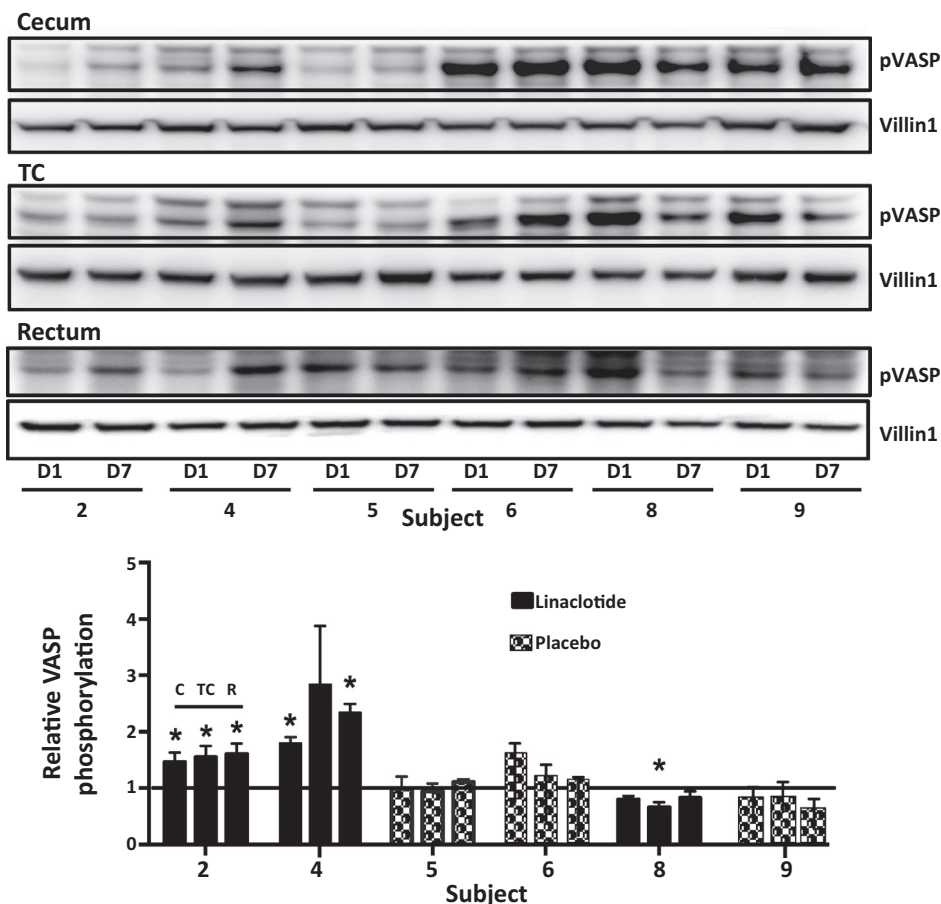 Cecum
pVASP
Villin1
TC
pVASP
Villin1
Rectum
pVASP
Villin1
D1 D7 D1 D7 D1 D7 D1 D7 D1 D7 D1 D7
2 4 5 6 8 9
Subject
5
4
3
2
1
0
Relative VASP
phosphorylation
Linaclotide
Placebo
C TC R
* * * * * *
2 4 5 6 8 9
Subject